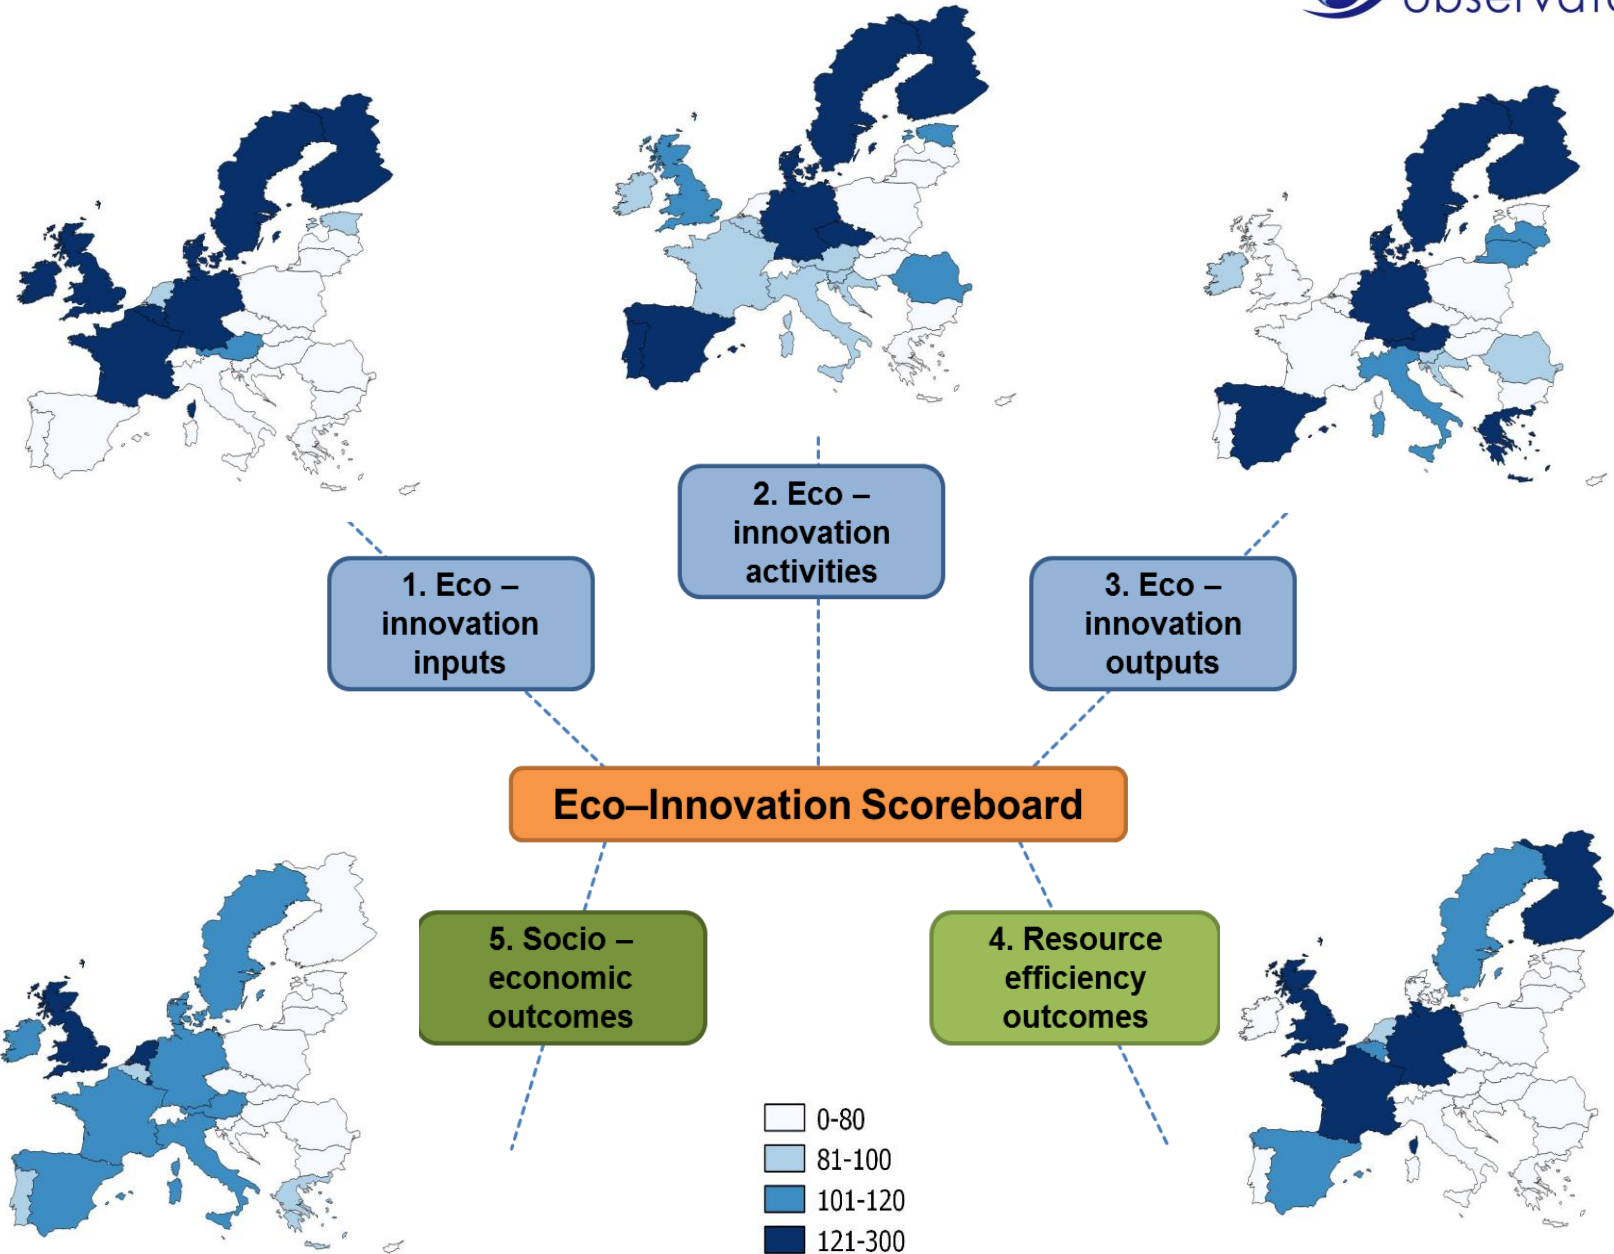 2. Eco –
innovation
activities
1. Eco –
innovation
inputs
3. Eco –
innovation
outputs
Eco–Innovation Scoreboard
5. Socio –
economic
outcomes
4. Resource
efficiency
outcomes
0-80
81-100
101-120
121-300